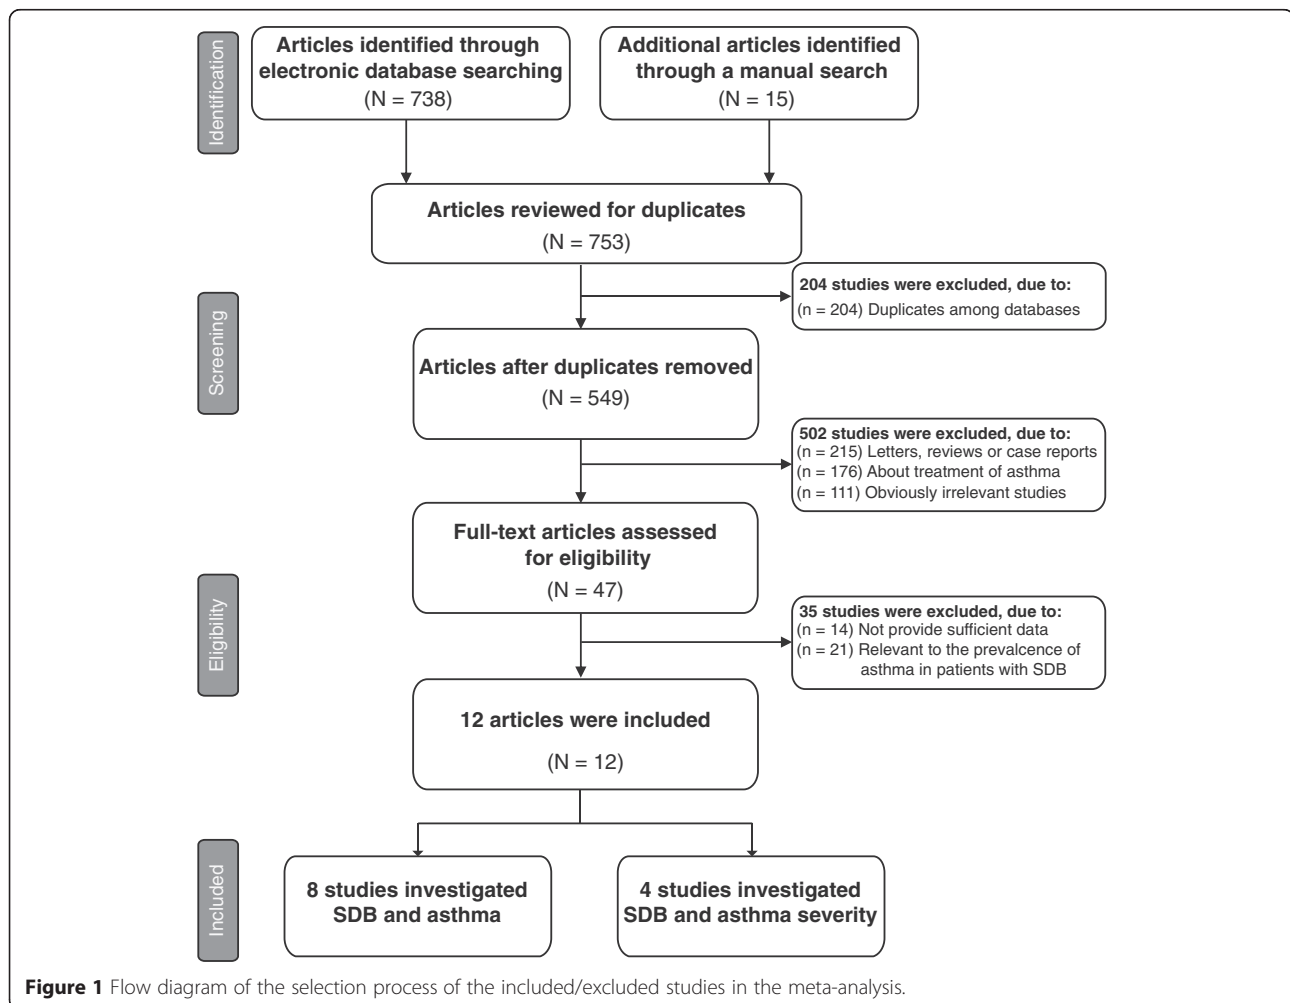 Identification
Articles identified through
electronic database searching
(N = 738)
Additional articles identified
through a manual search
(N = 15)
Articles reviewed for duplicates
(N = 753)
204 studies were excluded, due to:
(n = 204) Duplicates among databases
Screening
Articles after duplicates removed
(N = 549)
502 studies were excluded, due to:
(n = 215) Letters, reviews or case reports
(n = 176) About treatment of asthma
(n = 111) Obviously irrelevant studies
Full-text articles assessed
for eligibility
(N = 47)
Eligibility
35 studies were excluded, due to:
(n = 14) Not provide sufficient data
(n = 21) Relevant to the prevalcence of
asthma in patients with SDB
12 articles were included
(N = 12)
Included
8 studies investigated
SDB and asthma
4 studies investigated
SDB and asthma severity
Figure 1 Flow diagram of the selection process of the included/excluded studies in the meta-analysis.